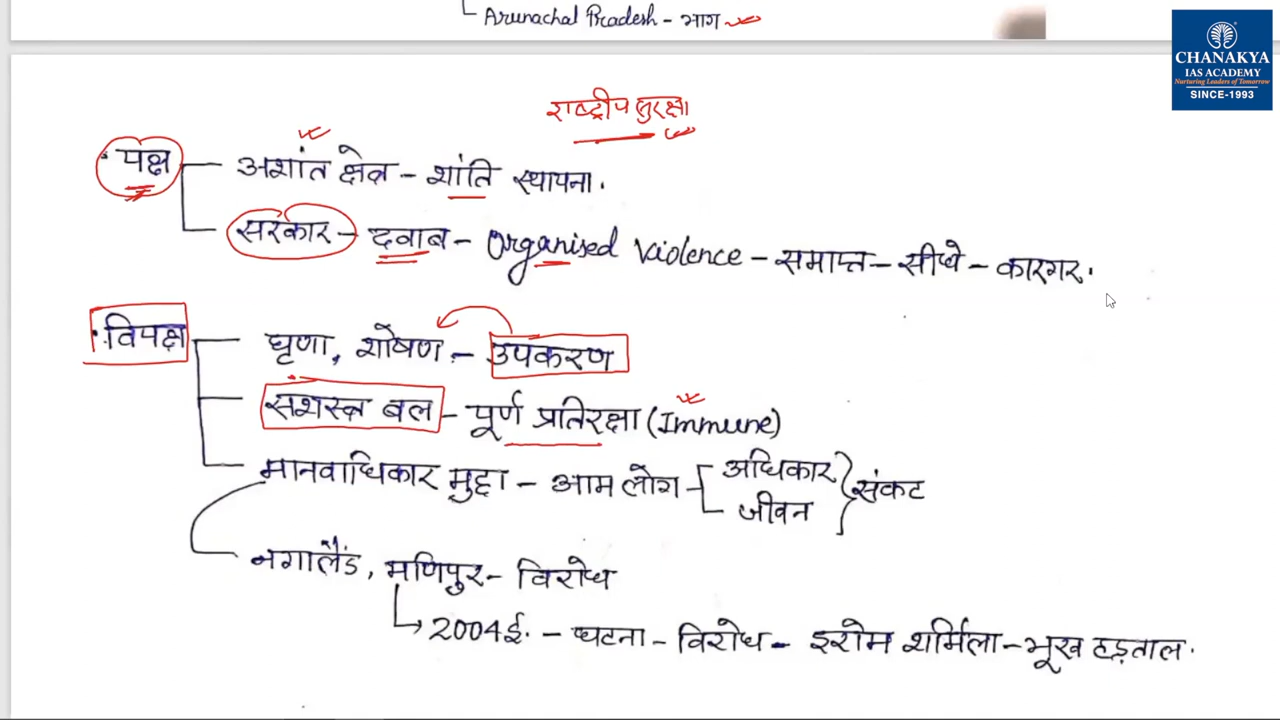 Arunachal Pradesh - भाग
CHANAKYA
IAS ACADEMY
Nurturing Leaders of Tomorrow
SINCE-1993
राष्ट्रीय सुरक्षा
पक्ष
अशांत क्षेत्र - शांति स्थापना.
सरकार - दवाब - Organised Violence - समाप्त - सीधे - कारगर.
विपक्ष
घृणा, शोषण - उपकरण
सशस्त्र बल - पूर्ण प्रतिरक्षा (Immune)
मानवाधिकार मुद्दा - आम लोग - अधिकार
जीवन
संकट
नगालैंड, मणिपुर - विरोध
2004ई. - घटना - विरोध - इरोम शर्मिला - भूख हड़ताल.